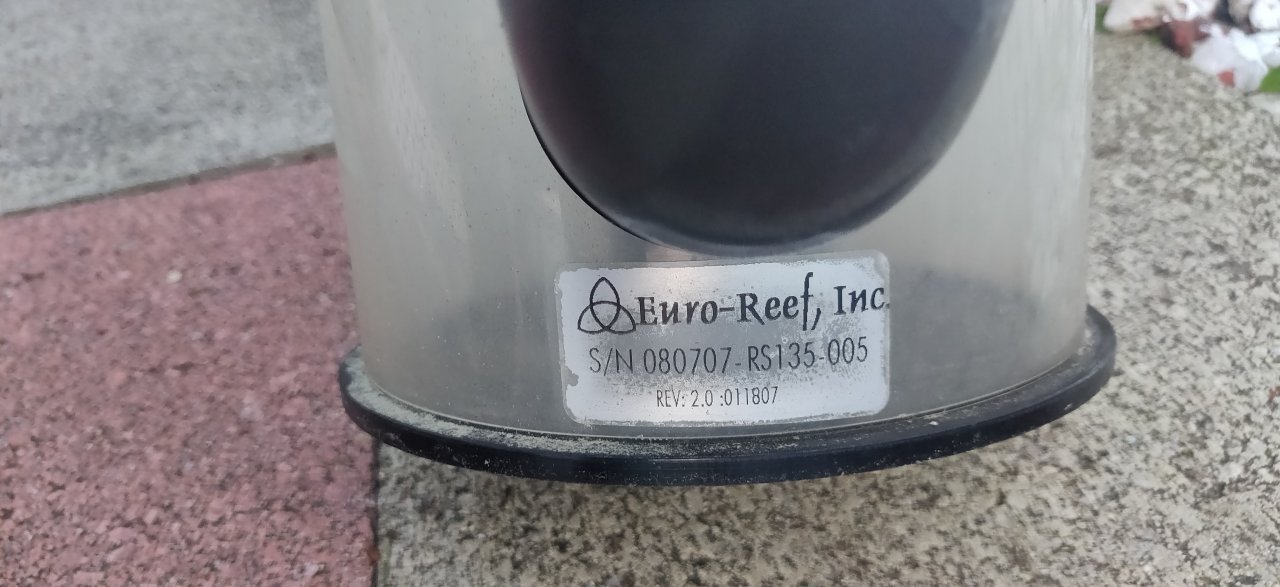 Euro-Reef, Inc.
S/N 080707-RS135-005
REV: 2.0 :011807